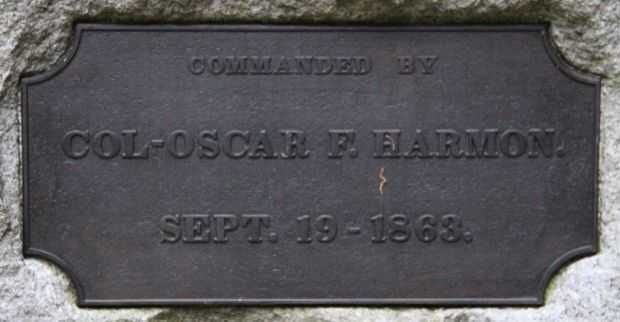 COMMANDED BY
COL-OSCAR F. HARMON.
SEPT. 19-1863.